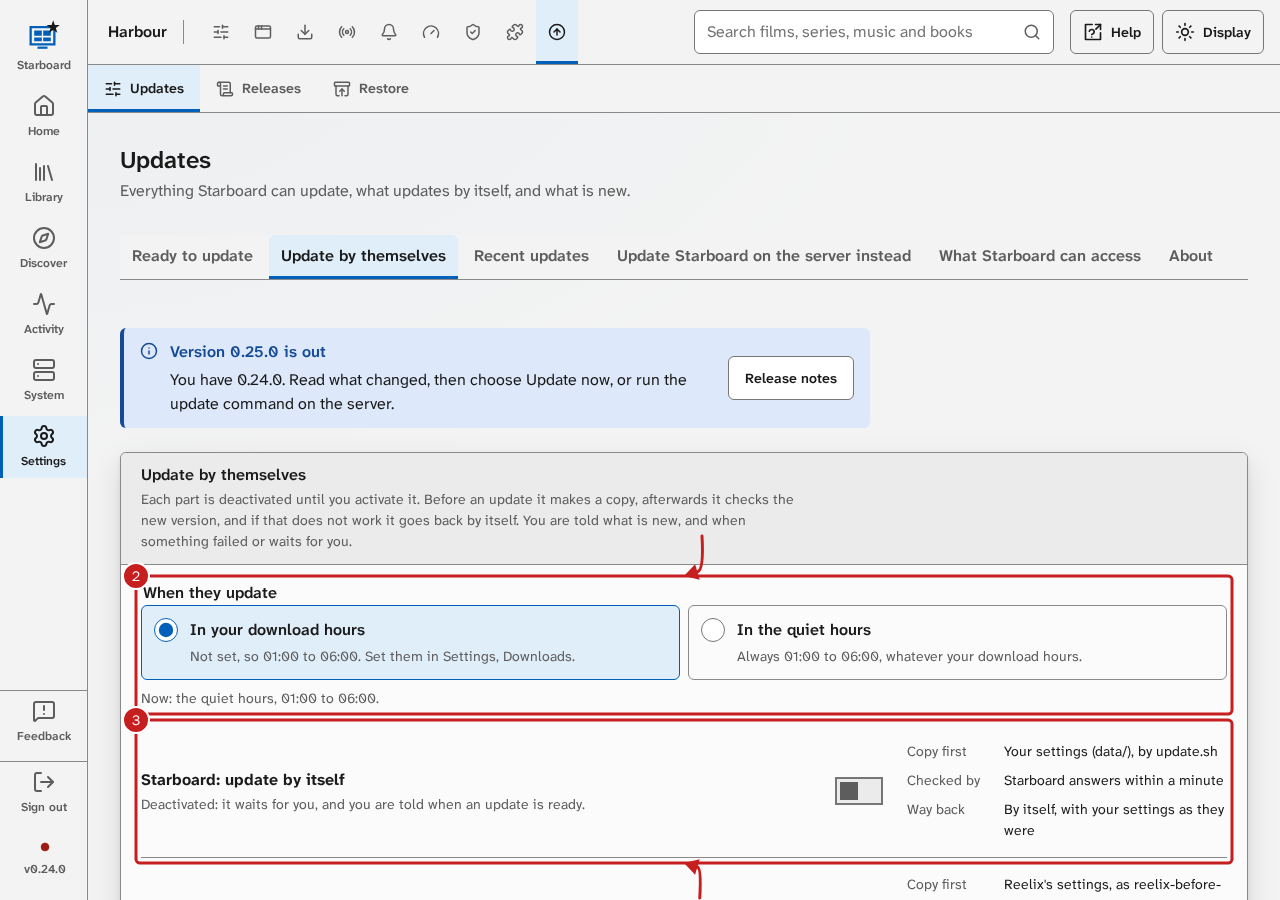 Starboard
Home
Library
Discover
Activity
System
Settings
Feedback
Sign out
v0.24.0
Harbour
Search films, series, music and books
Help
Display
Updates
Releases
Restore
Updates
Everything Starboard can update, what updates by itself, and what is new.
Ready to update
Update by themselves
Recent updates
Update Starboard on the server instead
What Starboard can access
About
Version 0.25.0 is out
You have 0.24.0. Read what changed, then choose Update now, or run the
update command on the server.
Release notes
Update by themselves
Each part is deactivated until you activate it. Before an update it makes a copy, afterwards it checks the
new version, and if that does not work it goes back by itself. You are told what is new, and when
something failed or waits for you.
2
When they update
In your download hours
Not set, so 01:00 to 06:00. Set them in Settings, Downloads.
In the quiet hours
Always 01:00 to 06:00, whatever your download hours.
Now: the quiet hours, 01:00 to 06:00.
3
Starboard: update by itself
Deactivated: it waits for you, and you are told when an update is ready.
Copy first
Your settings (data/), by update.sh
Checked by
Starboard answers within a minute
Way back
By itself, with your settings as they
were
Copy first
Reelix's settings, as reelix-before-